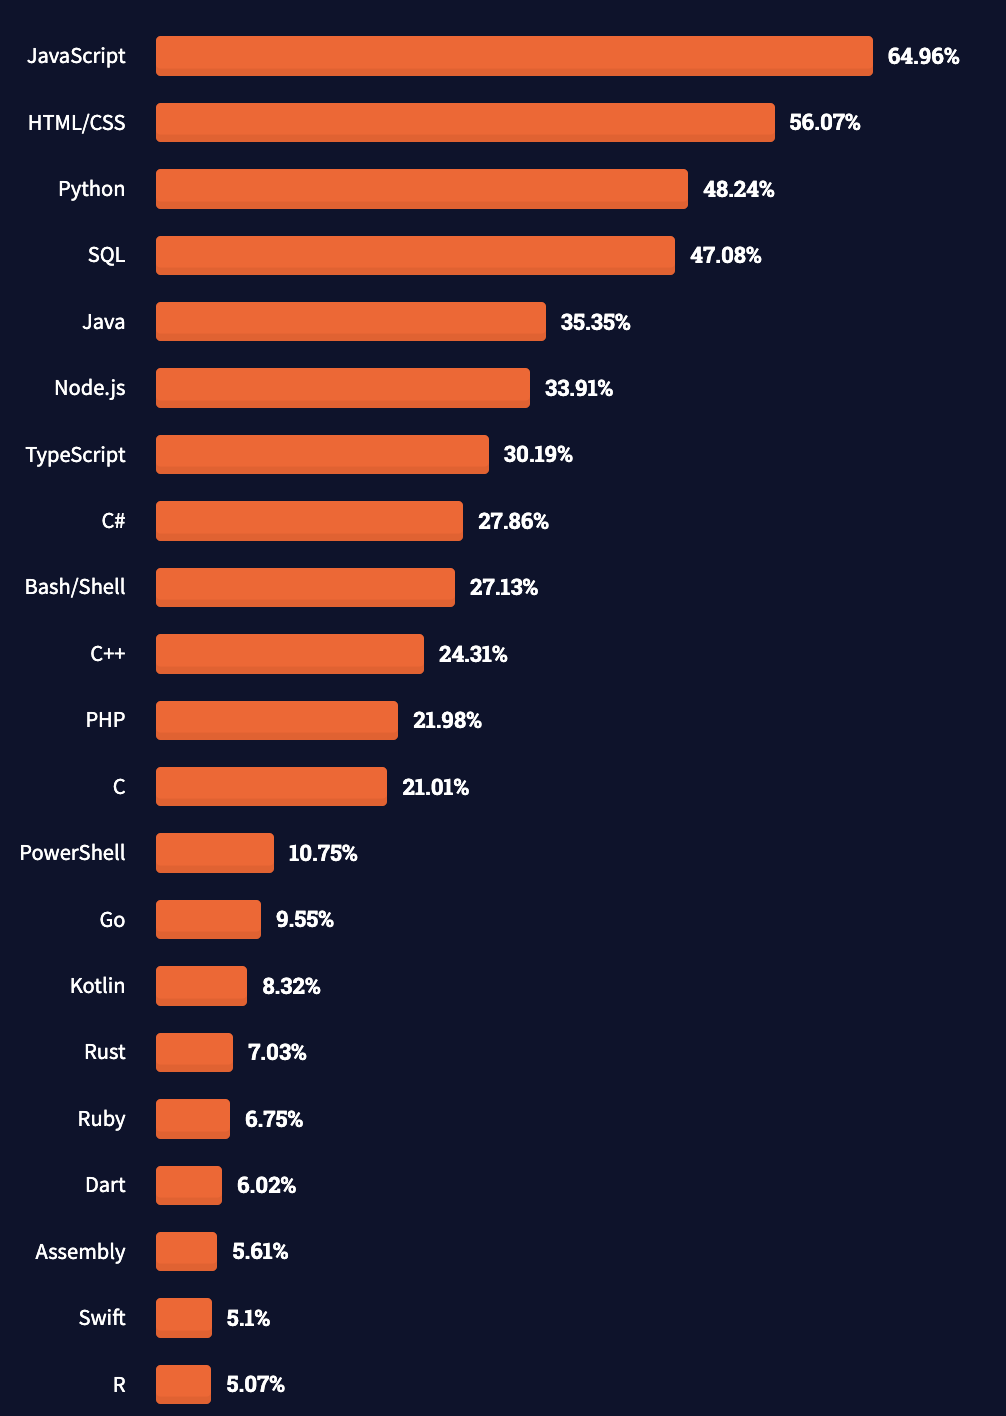 JavaScript 64.96%
HTML/CSS 56.07%
Python 48.24%
SQL 47.08%
Java 35.35%
Node.js 33.91%
TypeScript 30.19%
C# 27.86%
Bash/Shell 27.13%
C++ 24.31%
PHP 21.98%
C 21.01%
PowerShell 10.75%
Go 9.55%
Kotlin 8.32%
Rust 7.03%
Ruby 6.75%
Dart 6.02%
Assembly 5.61%
Swift 5.1%
R 5.07%